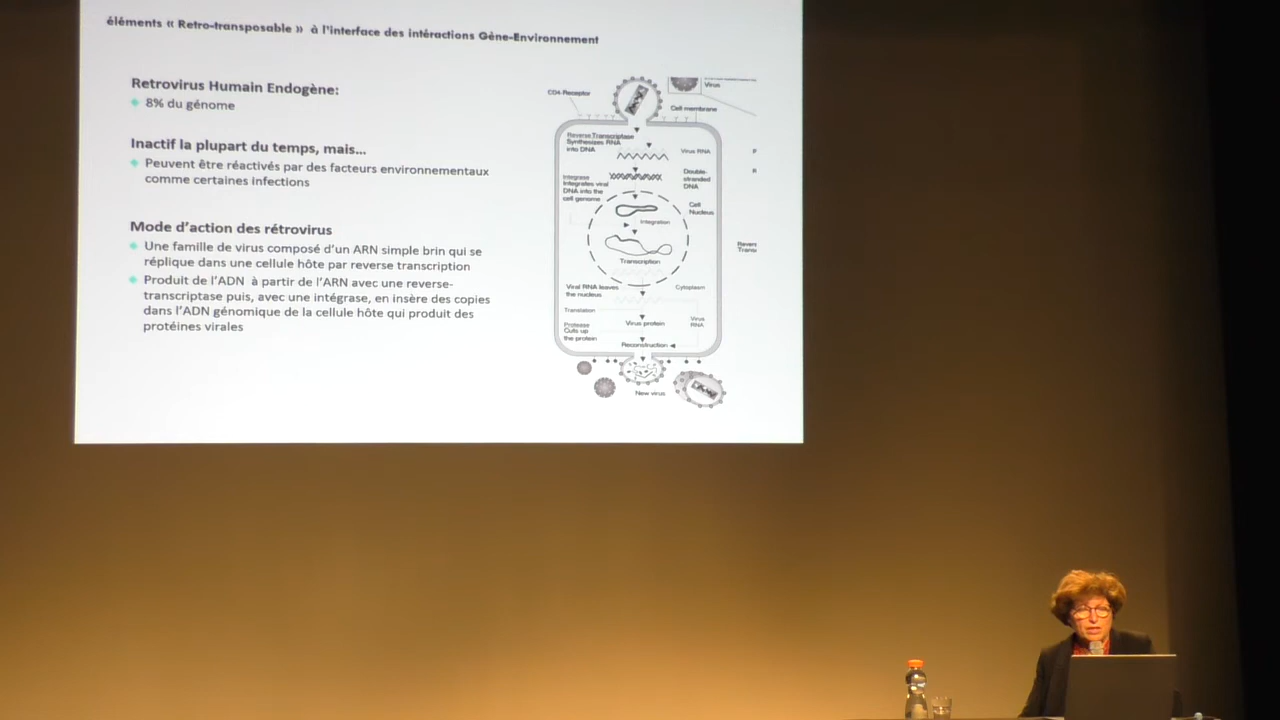 éléments « Retro-transposable » à l'interface des intéractions Gène-Environnement
Retrovirus Humain Endogène:
8% du génome
Inactif la plupart du temps, mais...
Peuvent être réactivés par des facteurs environnementaux
comme certaines infections
Mode d'action des rétrovirus
Une famille de virus composé d'un ARN simple brin qui se
réplique dans une cellule hôte par reverse transcription
Produit de l'ADN à partir de l'ARN avec une reverse-
transcriptase puis, avec une intégrase, en insère des copies
dans l'ADN génomique de la cellule hôte qui produit des
protéines virales
CD4-Receptor
Virus
Cell membrane
Reverse Transcriptase
Synthesizes RNA
into DNA
Virus RNA
Integrase
Integrates viral
DNA into the
cell genome
Double-
stranded
DNA
Cell
Nucleus
Integration
Transcription
Viral RNA leaves
the nucleus
Cytoplasm
Translation
Protease
Cuts up
the protein
Virus protein
Virus
RNA
Reconstruction
New virus